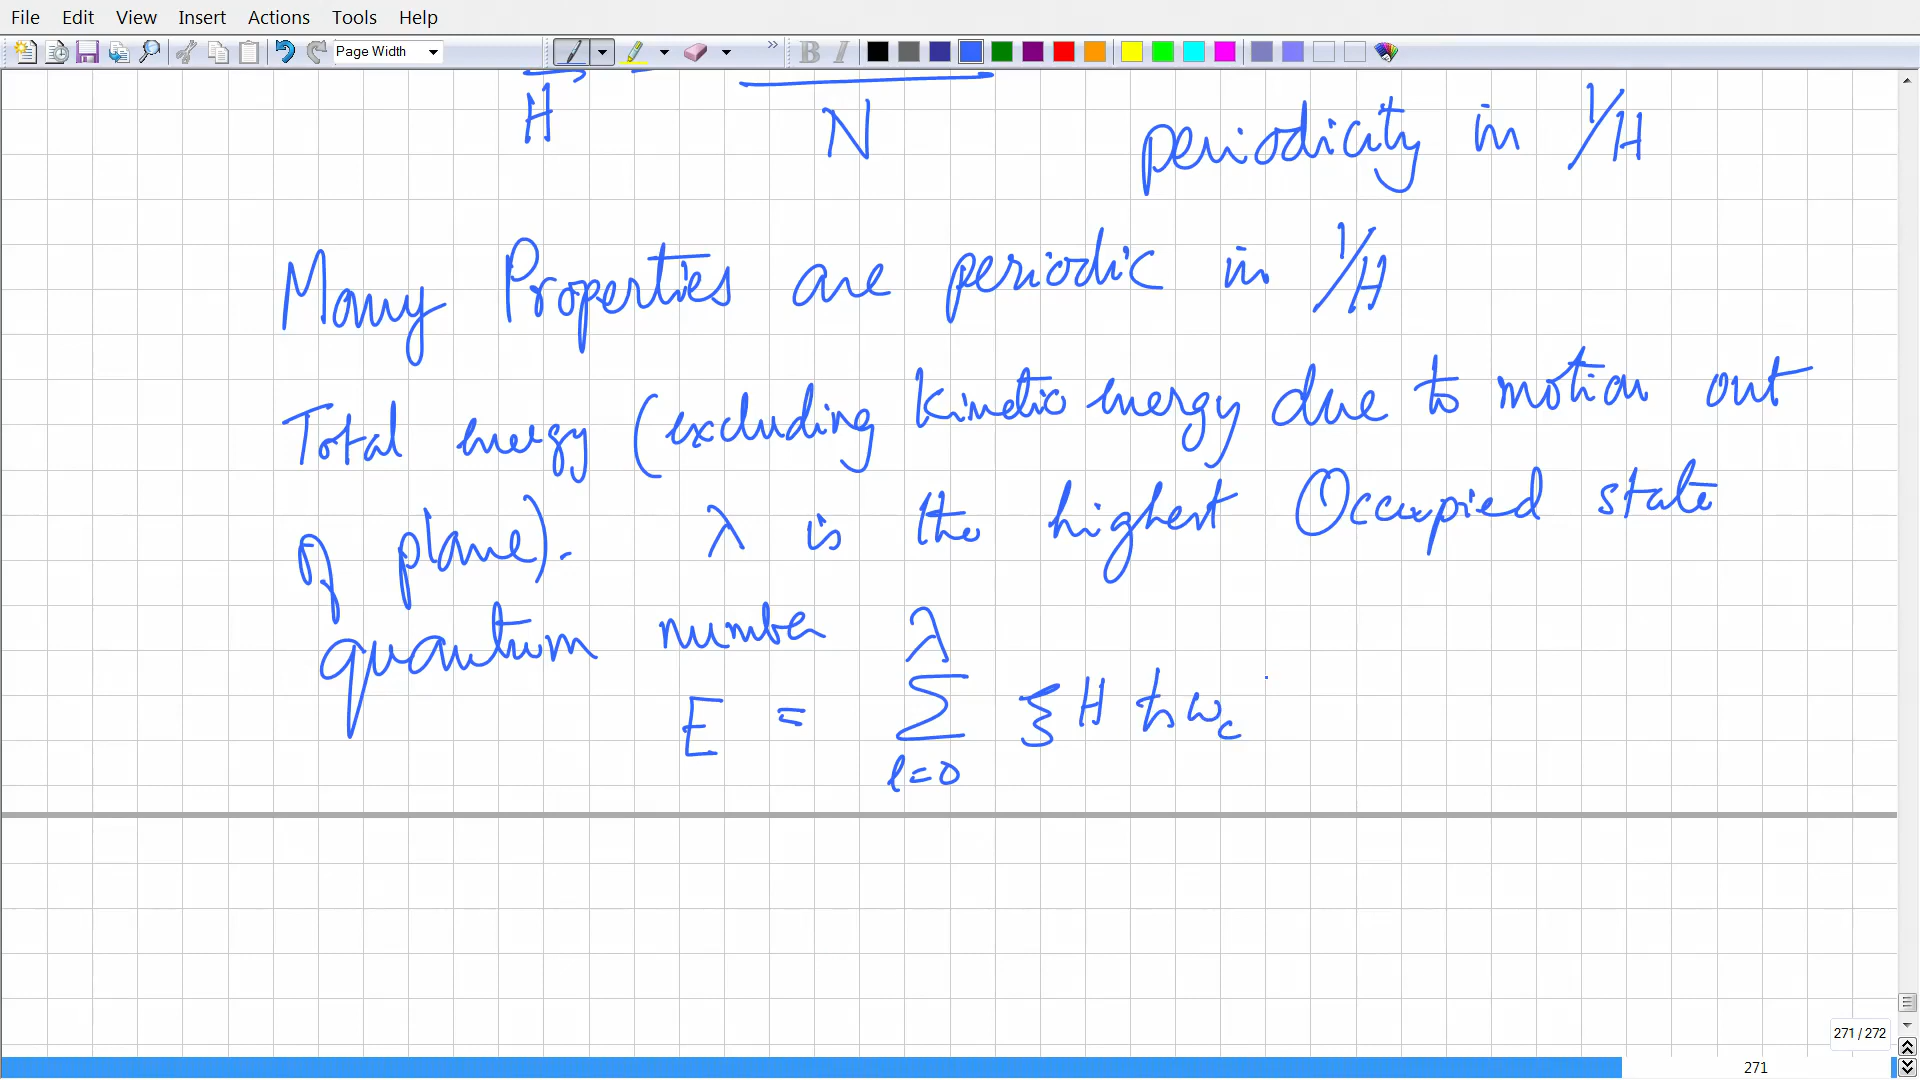 File Edit View Insert Actions Tools Help
Page Width
B I
H
N
periodicity in 1/H
Many Properties are periodic in 1/H
Total energy (excluding kinetic energy due to motion out
of plane). λ is the highest Occupied state
quantum number
E = ∑_{l=0}^{λ} ξ H ħ ω_c
271 / 272
271